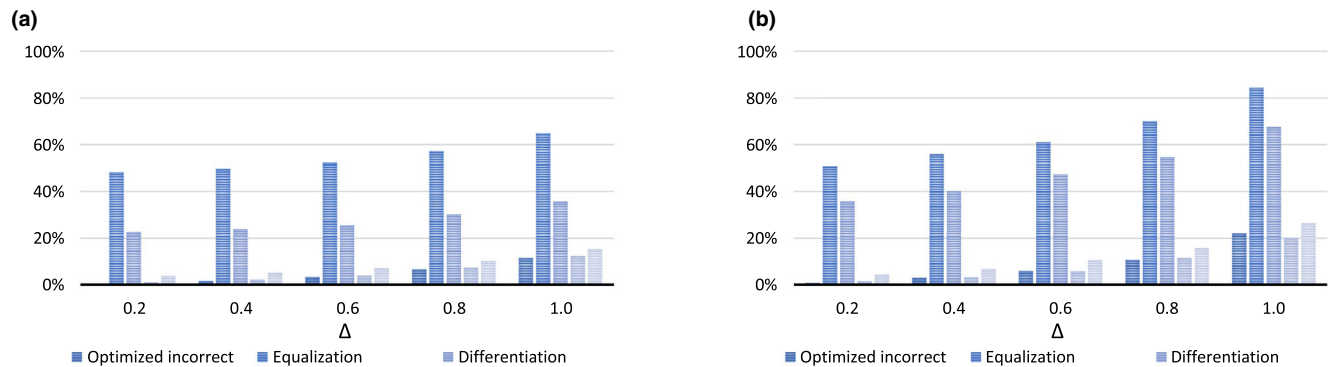 (a)
100%
80%
60%
40%
20%
0%
0.2 0.4 0.6 0.8 1.0
Δ
Optimized incorrect Equalization Differentiation
(b)
100%
80%
60%
40%
20%
0%
0.2 0.4 0.6 0.8 1.0
Δ
Optimized incorrect Equalization Differentiation